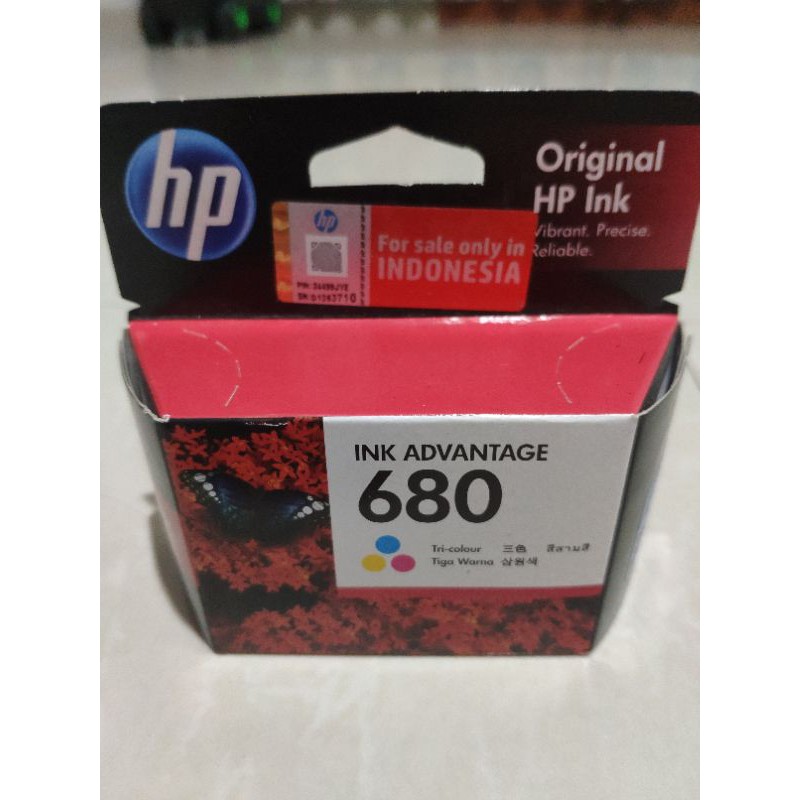 hp
Original
HP Ink
Vibrant. Precise.
Reliable.
hp
For sale only in
INDONESIA
INK ADVANTAGE
680
Tri-colour 三色 สีสามสี
Tiga Warna 삼원색